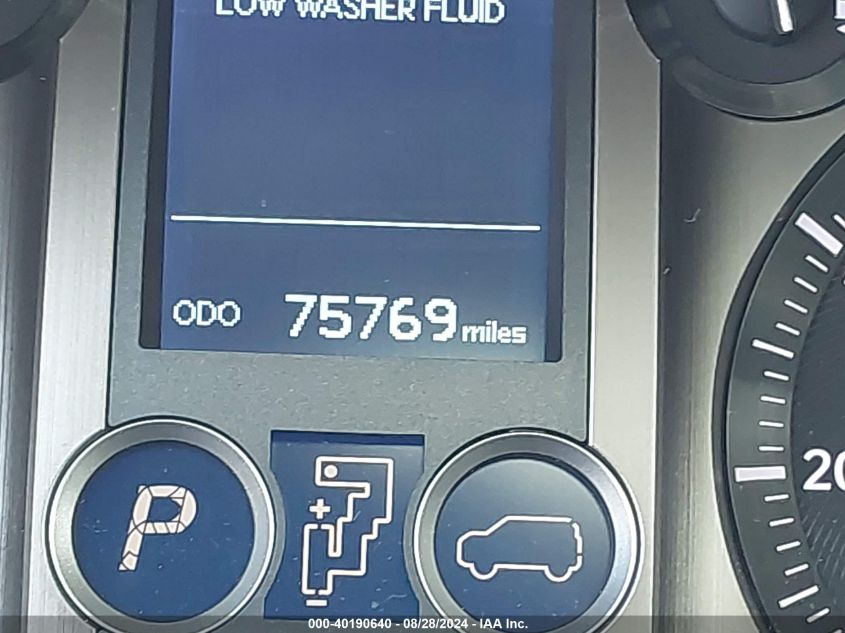 LOW WASHER FLUID
ODO 75769 miles
P
+
-
20
000-40190640 - 08/28/2024 - IAA Inc.